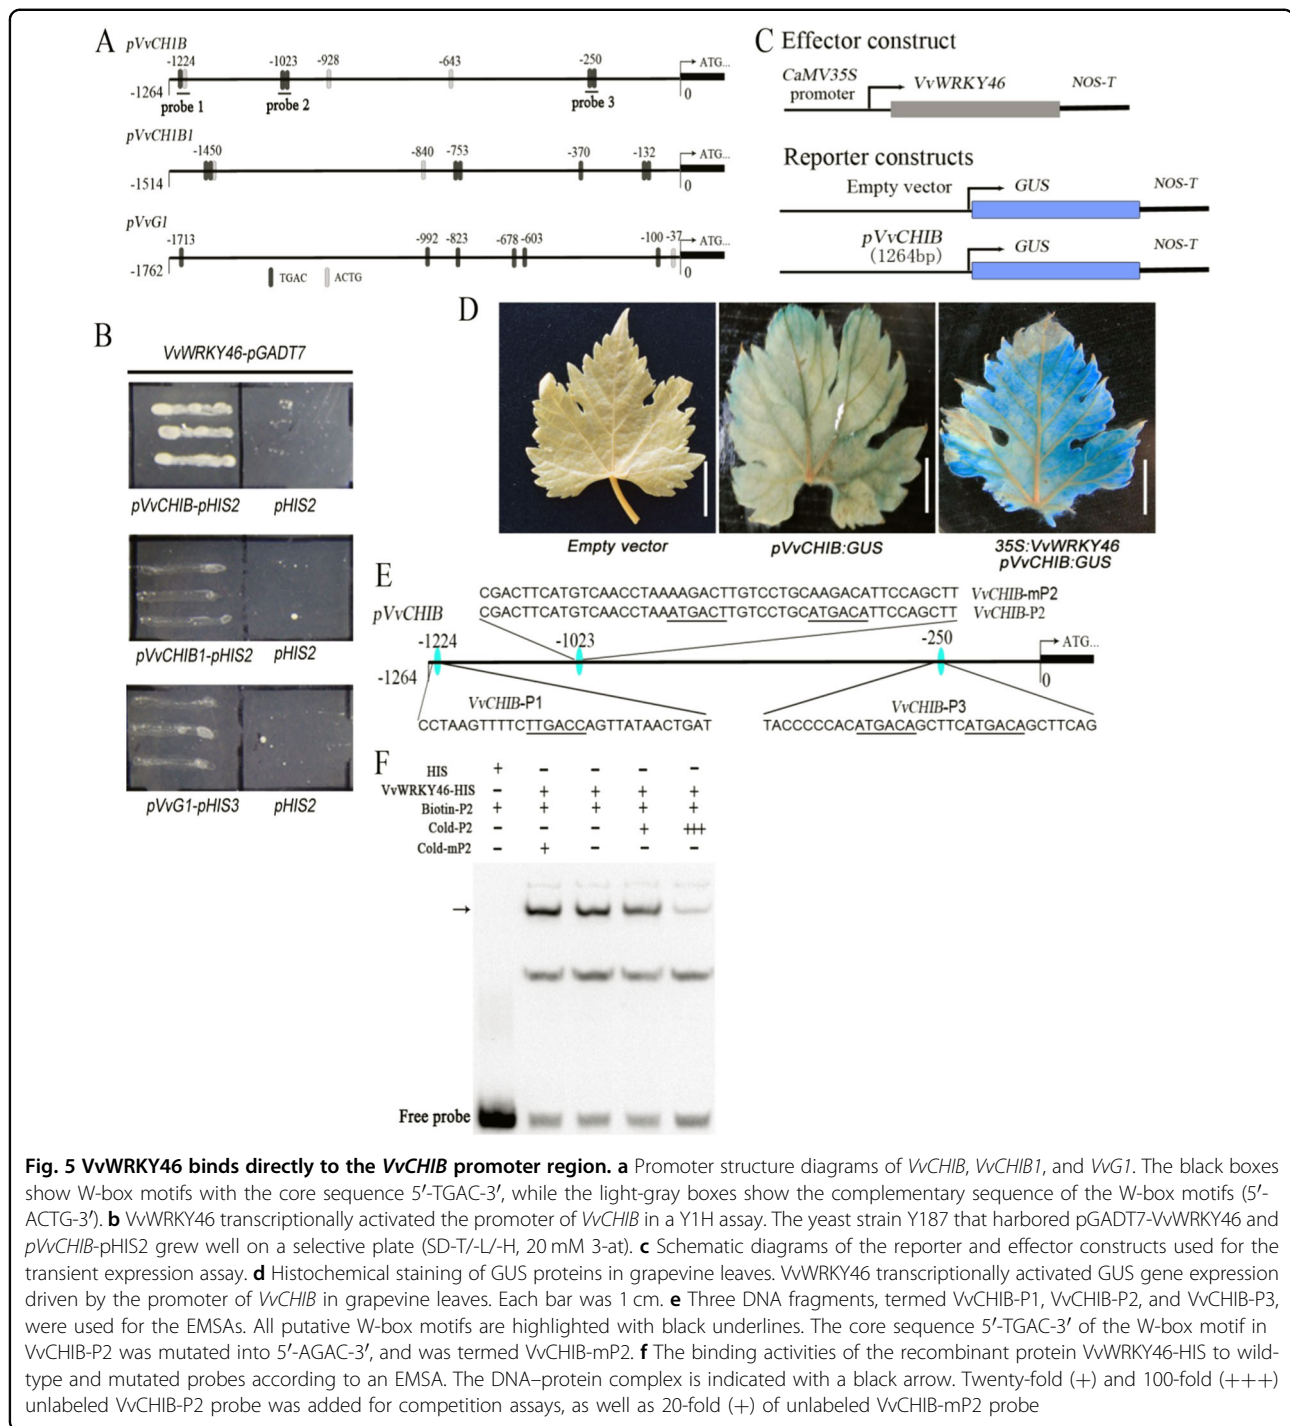 A
pVvCH1B
-1224
-1023
-928
-643
-250
ATG...
-1264
probe 1
probe 2
probe 3
0
pVvCH1B1
-1450
-840
-753
-370
-132
ATG...
-1514
0
pVvG1
-1713
-992
-823
-678
-603
-100
-37
ATG...
-1762
TGAC
ACTG
0
B
VvWRKY46-pGADT7
pVvCHIB-pHIS2
pHIS2
pVvCHIB1-pHIS2
pHIS2
pVvG1-pHIS3
pHIS2
C Effector construct
CaMV35S promoter
VvWRKY46
NOS-T
Reporter constructs
Empty vector
GUS
NOS-T
pVvCHIB
(1264bp)
GUS
NOS-T
D
Empty vector
pVvCHIB:GUS
35S:VvWRKY46
pVvCHIB:GUS
E
CGACTTCATGTCAACCTAAAAGACTTGTCCTGCAAGACATTCCAGCTT VvCHIB-mP2
CGACTTCATGTCAACCTAAAATGACTTGTCCTGCATGACATTCCAGCTT VvCHIB-P2
pVvCHIB
-1224
-1023
-250
ATG...
-1264
0
VvCHIB-P1
VvCHIB-P3
CCTAAGTTTTCTTGACCAGTTATAACTGAT
TACCCCCACATGACAGCTTCATGACAGCTTCAG
F
HIS + – – – –
VvWRKY46-HIS – + + + +
Biotin-P2 + + + + +
Cold-P2 – – – + +++
Cold-mP2 – + – – –
→
Free probe
Fig. 5 VvWRKY46 binds directly to the VvCHIB promoter region. a Promoter structure diagrams of VvCHIB, VvCHIB1, and VvG1. The black boxes
show W-box motifs with the core sequence 5′-TGAC-3′, while the light-gray boxes show the complementary sequence of the W-box motifs (5′-
ACTG-3′). b VvWRKY46 transcriptionally activated the promoter of VvCHIB in a Y1H assay. The yeast strain Y187 that harbored pGADT7-VvWRKY46 and
pVvCHIB-pHIS2 grew well on a selective plate (SD-T/-L/-H, 20 mM 3-at). c Schematic diagrams of the reporter and effector constructs used for the
transient expression assay. d Histochemical staining of GUS proteins in grapevine leaves. VvWRKY46 transcriptionally activated GUS gene expression
driven by the promoter of VvCHIB in grapevine leaves. Each bar was 1 cm. e Three DNA fragments, termed VvCHIB-P1, VvCHIB-P2, and VvCHIB-P3,
were used for the EMSAs. All putative W-box motifs are highlighted with black underlines. The core sequence 5′-TGAC-3′ of the W-box motif in
VvCHIB-P2 was mutated into 5′-AGAC-3′, and was termed VvCHIB-mP2. f The binding activities of the recombinant protein VvWRKY46-HIS to wild-
type and mutated probes according to an EMSA. The DNA–protein complex is indicated with a black arrow. Twenty-fold (+) and 100-fold (+++)
unlabeled VvCHIB-P2 probe was added for competition assays, as well as 20-fold (+) of unlabeled VvCHIB-mP2 probe